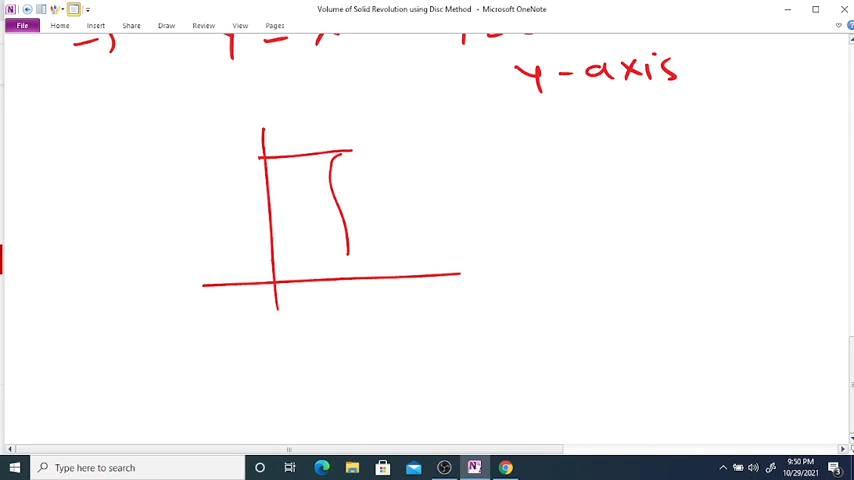 Volume of Solid Revolution using Disc Method - Microsoft OneNote
File Home Insert Draw Review View Pages
y - axis
Type here to search
9:50 PM
10/29/2021
3